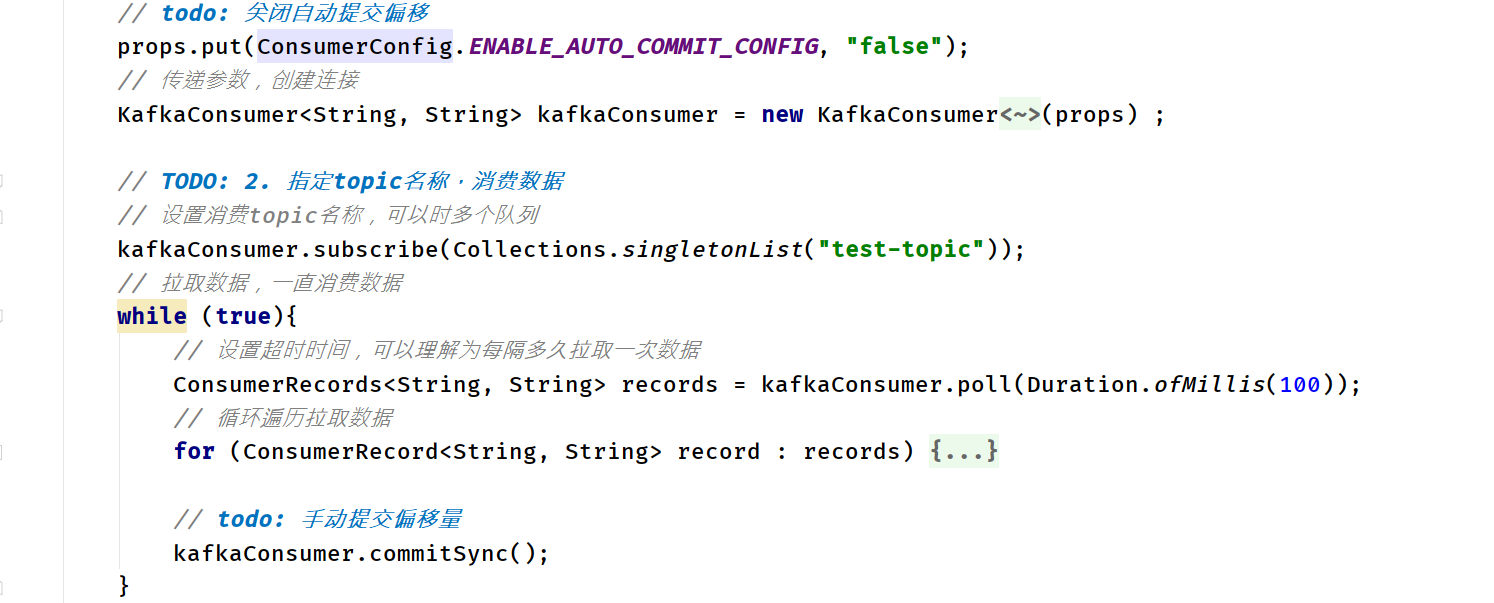 // todo: 关闭自动提交偏移
props.put(ConsumerConfig.ENABLE_AUTO_COMMIT_CONFIG, "false");
// 传递参数，创建连接
KafkaConsumer<String, String> kafkaConsumer = new KafkaConsumer<~>(props) ;
// TODO: 2. 指定topic名称·消费数据
// 设置消费topic名称，可以时多个队列
kafkaConsumer.subscribe(Collections.singletonList("test-topic"));
// 拉取数据，一直消费数据
while (true){
// 设置超时时间，可以理解为每隔多久拉取一次数据
ConsumerRecords<String, String> records = kafkaConsumer.poll(Duration.ofMillis(100));
// 循环遍历拉取数据
for (ConsumerRecord<String, String> record : records) {...}
// todo: 手动提交偏移量
kafkaConsumer.commitSync();
}